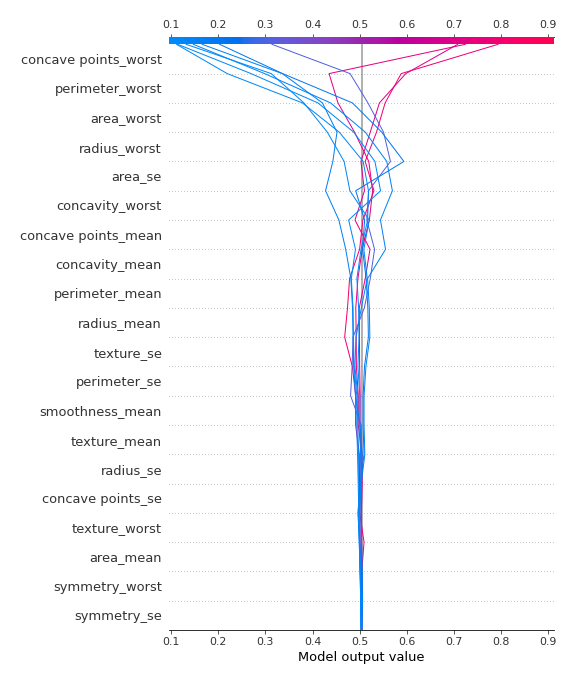 0.1 0.2 0.3 0.4 0.5 0.6 0.7 0.8 0.9
concave points_worst
perimeter_worst
area_worst
radius_worst
area_se
concavity_worst
concave points_mean
concavity_mean
perimeter_mean
radius_mean
texture_se
perimeter_se
smoothness_mean
texture_mean
radius_se
concave points_se
texture_worst
area_mean
symmetry_worst
symmetry_se
0.1 0.2 0.3 0.4 0.5 0.6 0.7 0.8 0.9
Model output value